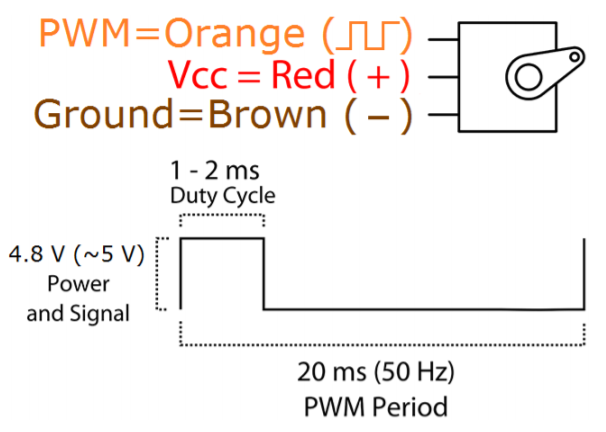 PWM=Orange (⎍⎍)
Vcc = Red ( + )
Ground=Brown ( – )
1 - 2 ms
Duty Cycle
4.8 V (~5 V)
Power
and Signal
20 ms (50 Hz)
PWM Period